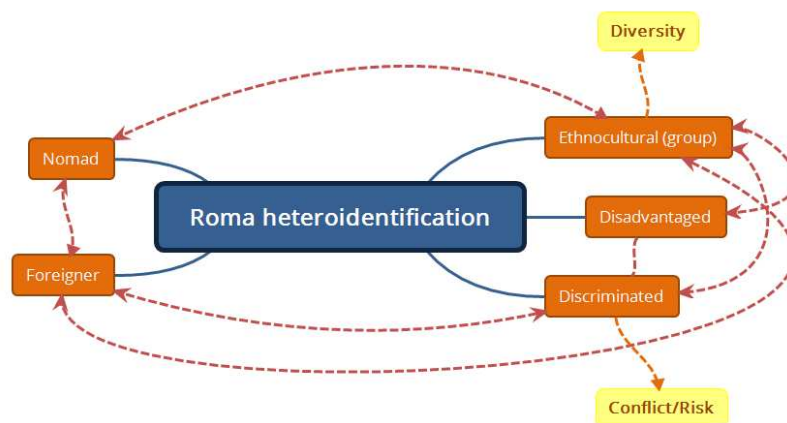 Diversity
Ethnocultural (group)
Nomad
Roma heteroidentification
Disadvantaged
Foreigner
Discriminated
Conflict/Risk